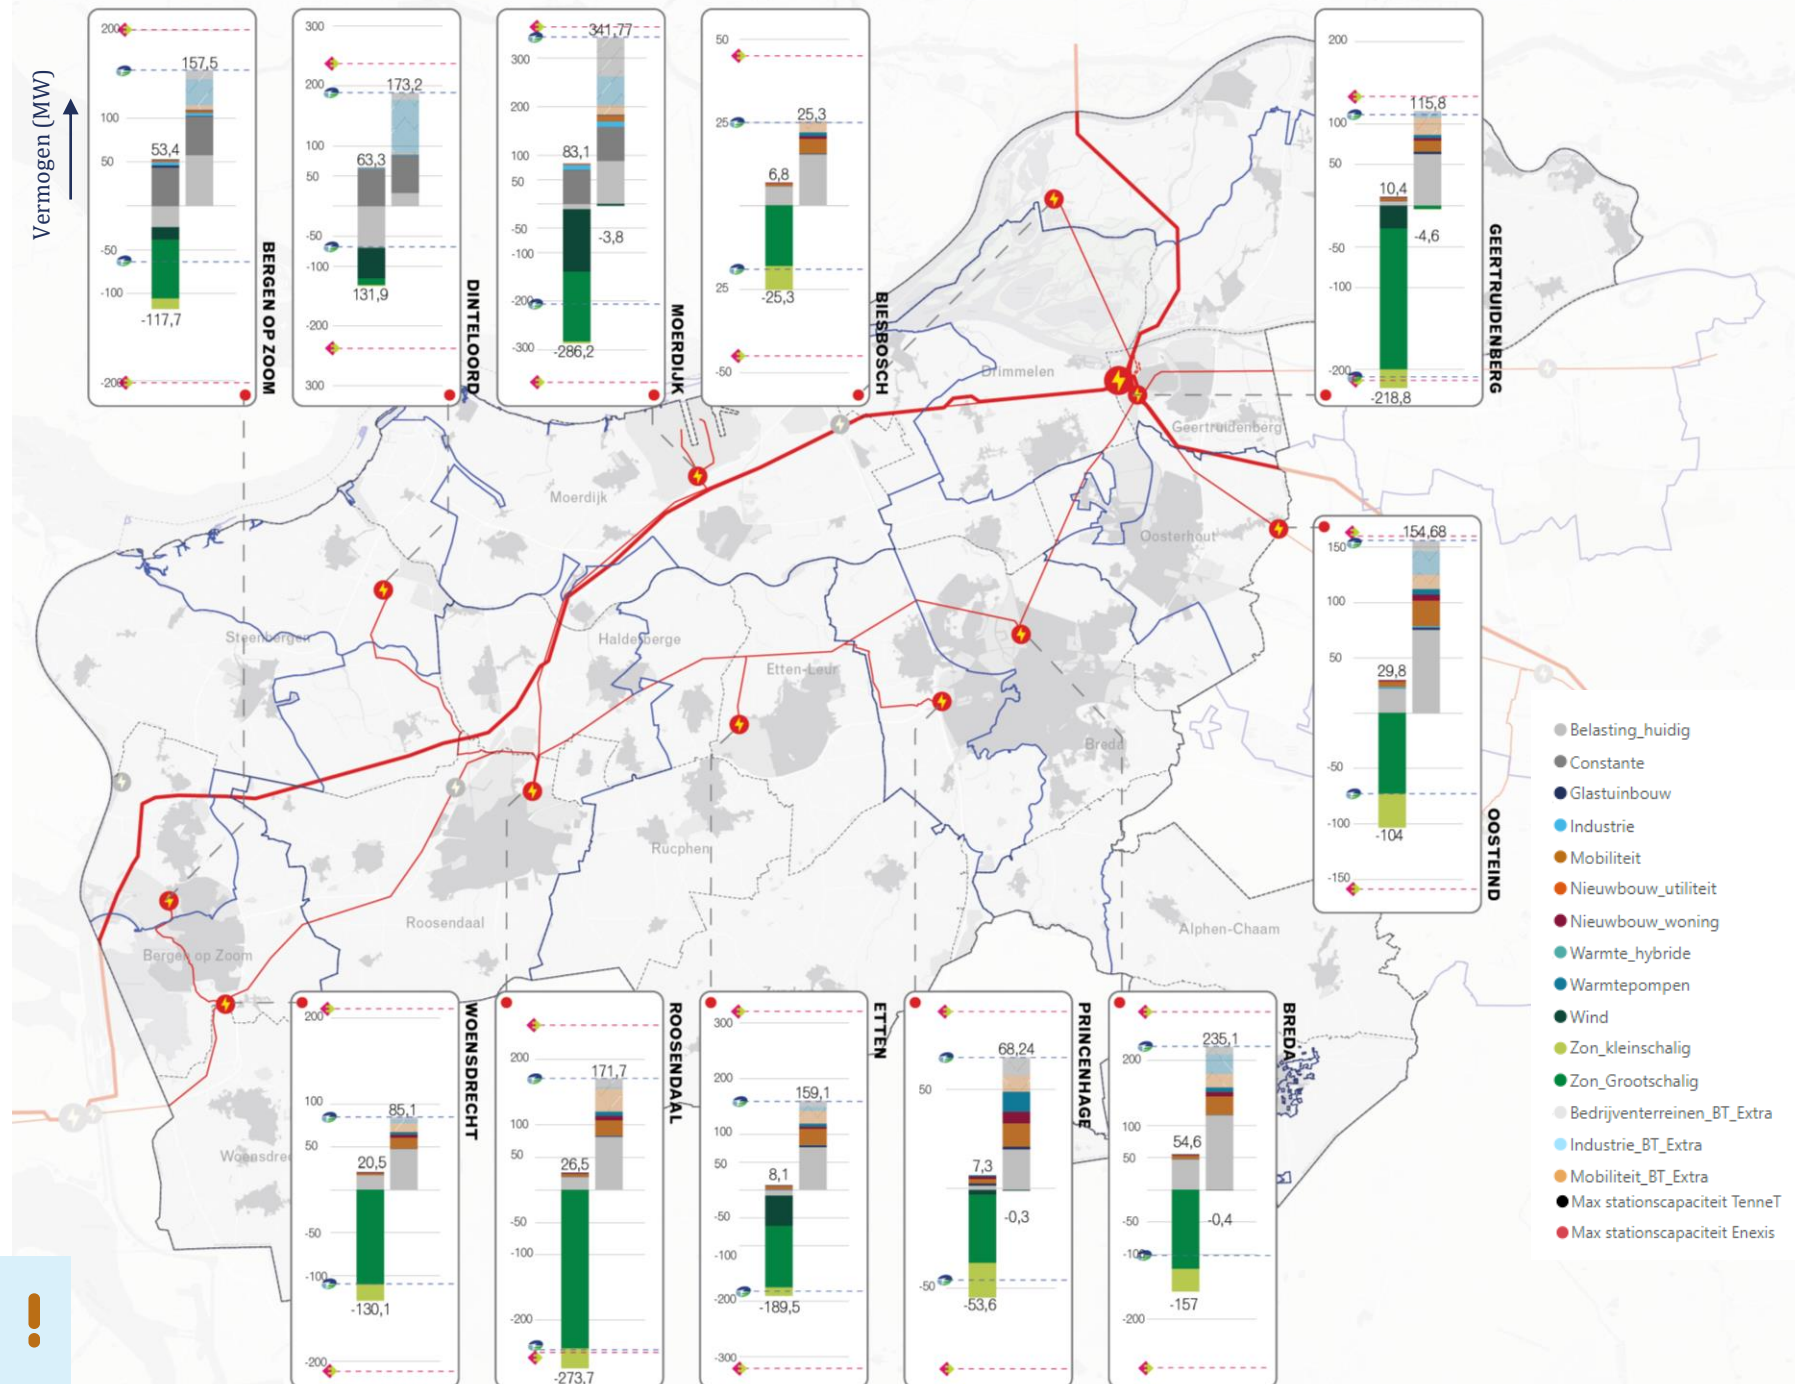 Vermogen (MW)
200
157,5
100
53,4
50
-50
-100
-117,7
-200
BERGEN OP ZOOM
300
200
173,2
100
63,3
50
-50
-100
131,9
-200
300
DINTELOORD
341,77
300
200
100
83,1
50
-50
-3,8
-100
-200
-286,2
-300
MOERDIJK
50
25
25,3
6,8
25
-25,3
-50
BIESBOSCH
200
115,8
100
50
10,4
-4,6
-50
-100
-200
-218,8
GEERTRUIDENBERG
154,68
150
100
50
29,8
-50
-100
-104
-150
OOSTEIND
Drimmelen
Geertruidenberg
Moerdijk
Oosterhout
Steenbergen
Halderberge
Etten-Leur
Breda
Rucphen
Roosendaal
Alphen-Chaam
Bergen op Zoom
200
100
85,1
50
20,5
-50
-100
-130,1
-200
WOENSDRECHT
200
171,7
100
50
26,5
-50
-100
-200
-273,7
ROOSENDAAL
300
200
159,1
100
50
8,1
-50
-100
-200
-189,5
-300
ETTEN
68,24
50
7,3
-0,3
-50
-53,6
PRINCENHAGE
235,1
200
100
54,6
50
-50
-0,4
-100
-157
-200
BREDA
Belasting_huidig
Constante
Glastuinbouw
Industrie
Mobiliteit
Nieuwbouw_utiliteit
Nieuwbouw_woning
Warmte_hybride
Warmtepompen
Wind
Zon_kleinschalig
Zon_Grootschalig
Bedrijventerreinen_BT_Extra
Industrie_BT_Extra
Mobiliteit_BT_Extra
Max stationscapaciteit TenneT
Max stationscapaciteit Enexis
!